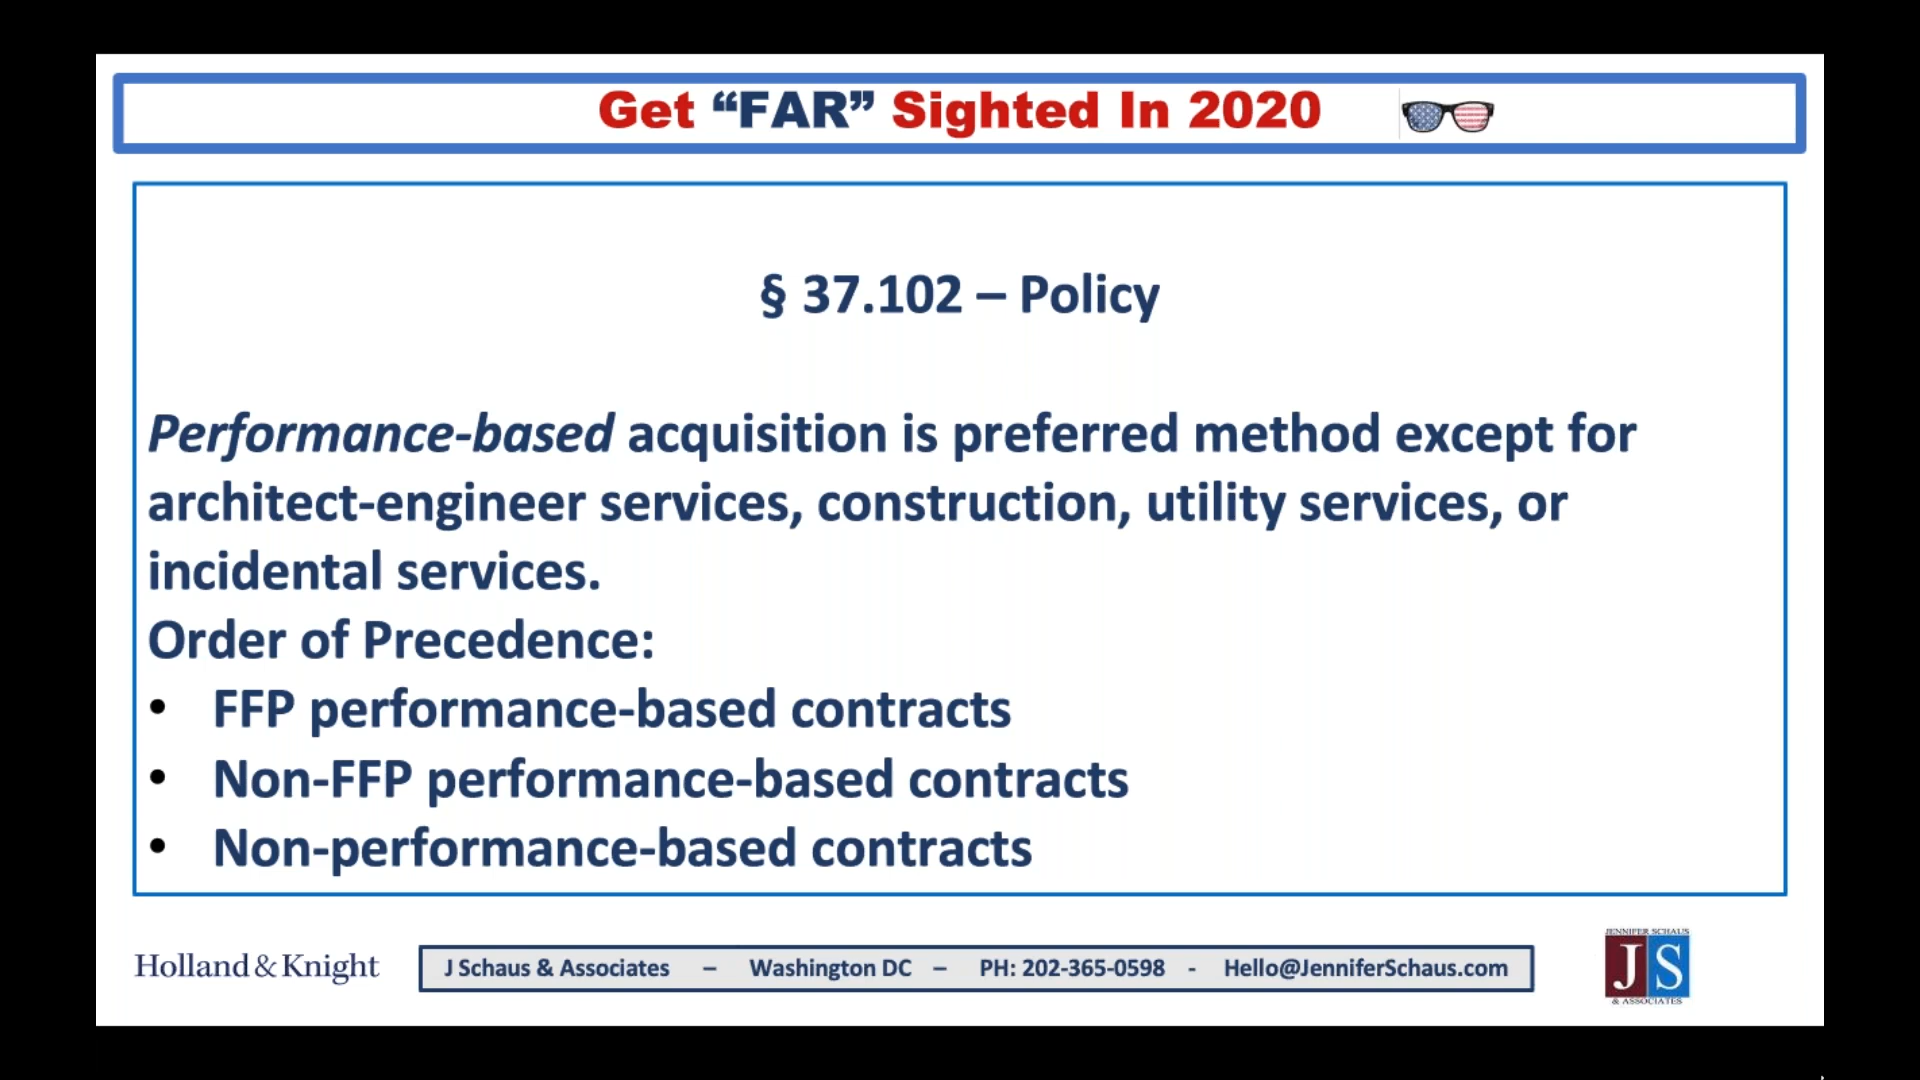 Get “FAR” Sighted In 2020
§ 37.102 – Policy
Performance-based acquisition is preferred method except for
architect-engineer services, construction, utility services, or
incidental services.
Order of Precedence:
• FFP performance-based contracts
• Non-FFP performance-based contracts
• Non-performance-based contracts
Holland & Knight
J Schaus & Associates – Washington DC – PH: 202-365-0598 - Hello@JenniferSchaus.com
JENNIFER SCHAUS
JS
& ASSOCIATES